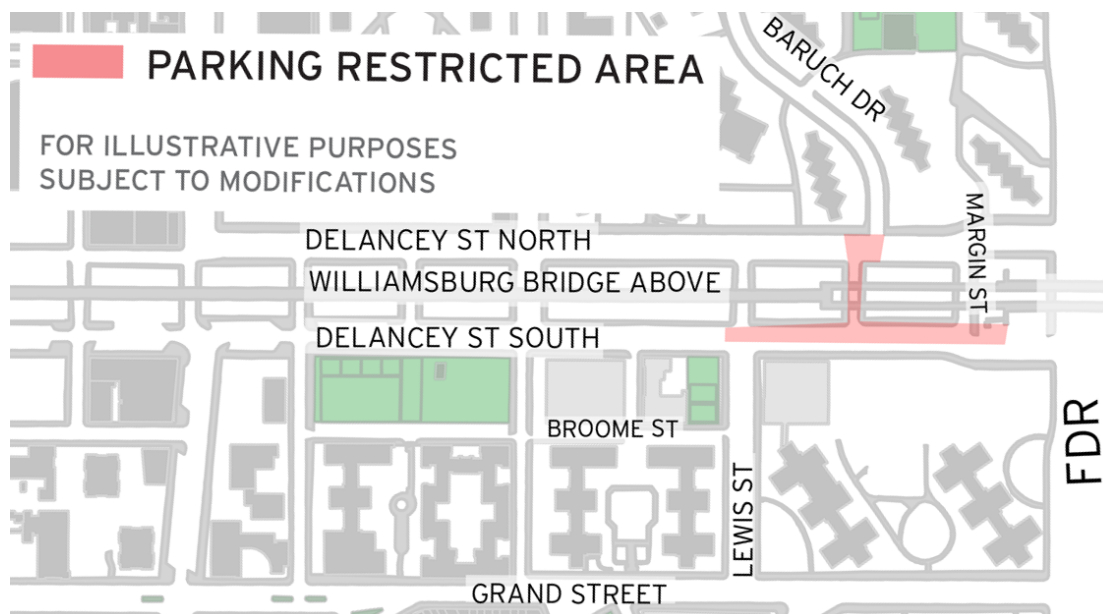 PARKING RESTRICTED AREA
FOR ILLUSTRATIVE PURPOSES
SUBJECT TO MODIFICATIONS
BARUCH DR
MARGIN ST
DELANCEY ST NORTH
WILLIAMSBURG BRIDGE ABOVE
DELANCEY ST SOUTH
BROOME ST
LEWIS ST
FDR
GRAND STREET